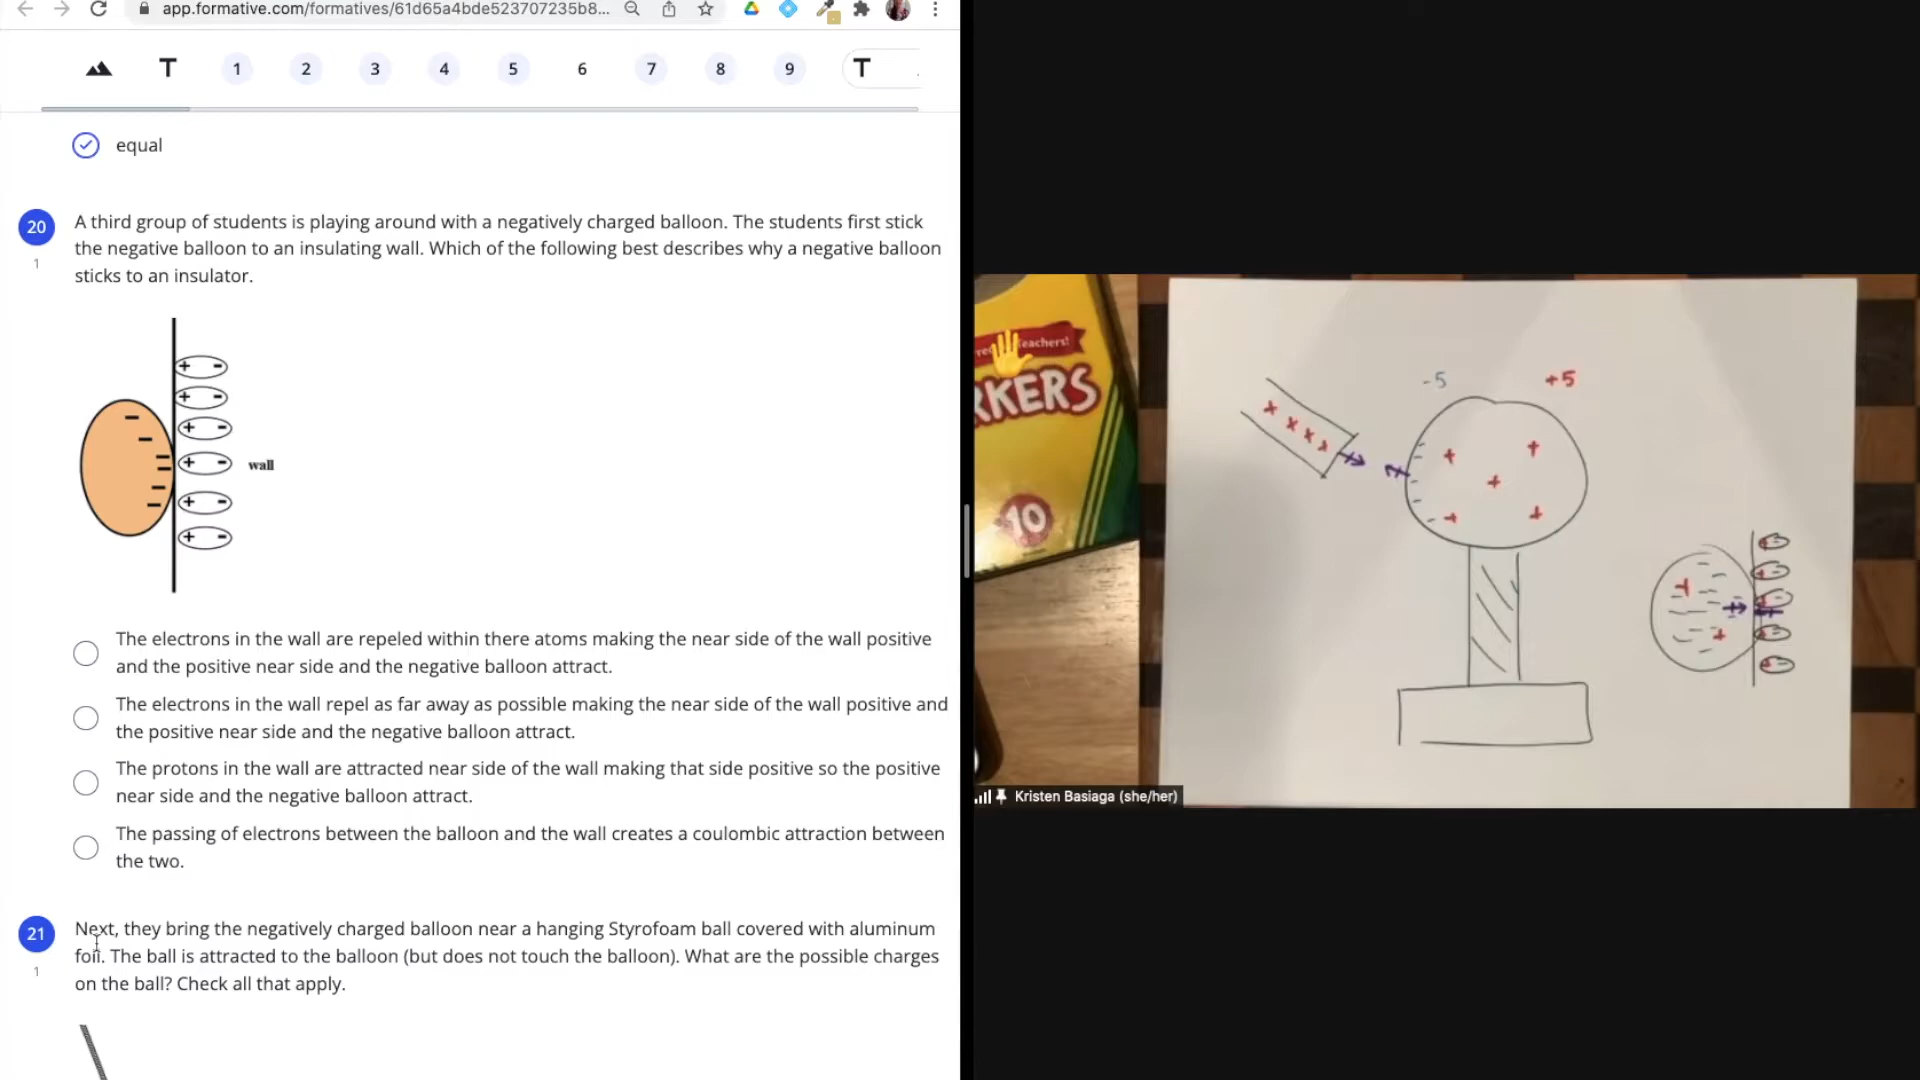 app.formative.com/formatives/61d65a4bde523707235b8...
T 1 2 3 4 5 6 7 8 9 T
equal
20 A third group of students is playing around with a negatively charged balloon. The students first stick
the negative balloon to an insulating wall. Which of the following best describes why a negative balloon
1
sticks to an insulator.
+ -
+ -
+ -
+ - wall
+ -
+ -
The electrons in the wall are repeled within there atoms making the near side of the wall positive
and the positive near side and the negative balloon attract.
The electrons in the wall repel as far away as possible making the near side of the wall positive and
the positive near side and the negative balloon attract.
The protons in the wall are attracted near side of the wall making that side positive so the positive
near side and the negative balloon attract.
The passing of electrons between the balloon and the wall creates a coulombic attraction between
the two.
21 Next, they bring the negatively charged balloon near a hanging Styrofoam ball covered with aluminum
foil. The ball is attracted to the balloon (but does not touch the balloon). What are the possible charges
1
on the ball? Check all that apply.
Teachers!
RKERS
10
-5 +5
Kristen Basiaga (she/her)